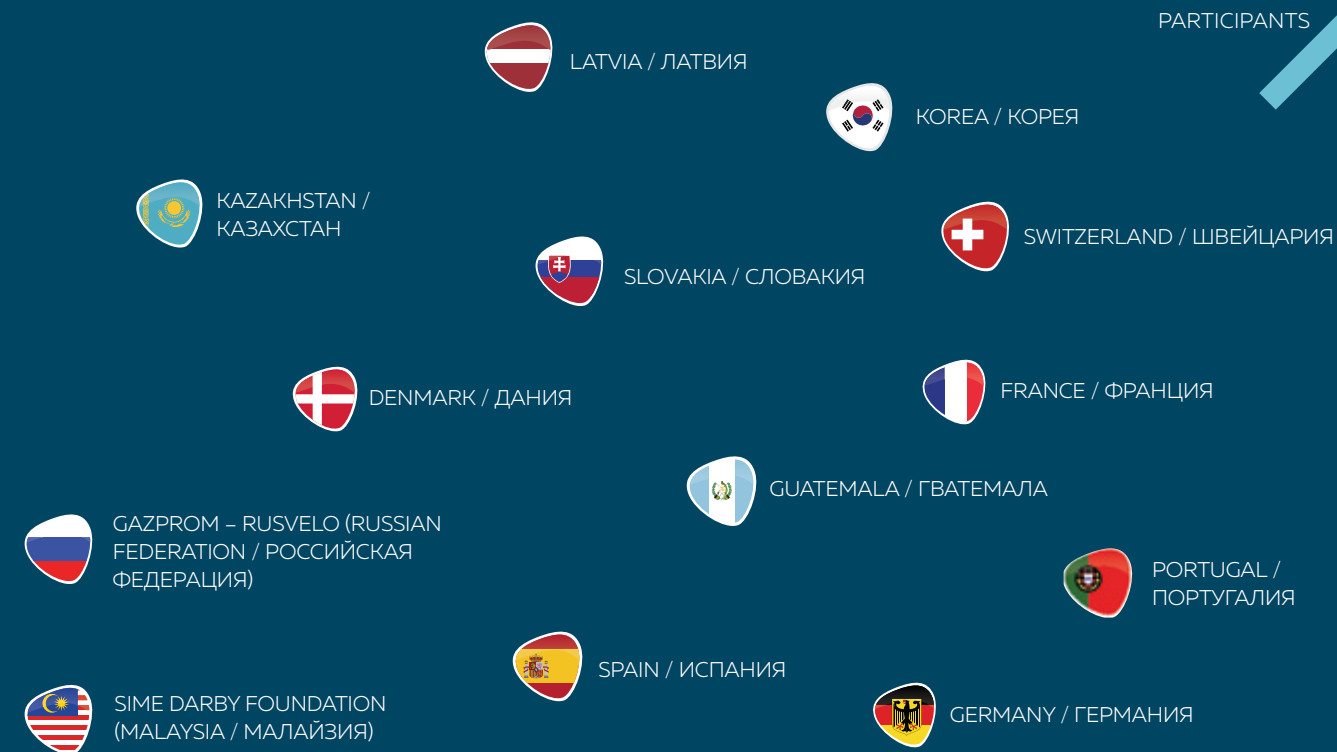 PARTICIPANTS
LATVIA / ЛАТВИЯ
KOREA / КОРЕЯ
KAZAKHSTAN /
КАЗАХСТАН
SWITZERLAND / ШВЕЙЦАРИЯ
SLOVAKIA / СЛОВАКИЯ
DENMARK / ДАНИЯ
FRANCE / ФРАНЦИЯ
GUATEMALA / ГВАТЕМАЛА
GAZPROM – RUSVELO (RUSSIAN
FEDERATION / РОССИЙСКАЯ
ФЕДЕРАЦИЯ)
PORTUGAL /
ПОРТУГАЛИЯ
SPAIN / ИСПАНИЯ
SIME DARBY FOUNDATION
(MALAYSIA / МАЛАЙЗИЯ)
GERMANY / ГЕРМАНИЯ